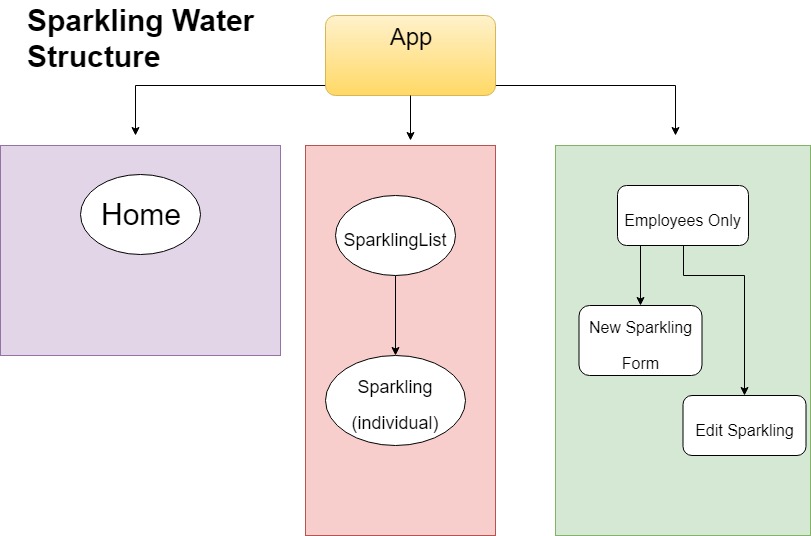 Sparkling Water
Structure
App
Home
SparklingList
Sparkling
(individual)
Employees Only
New Sparkling
Form
Edit Sparkling